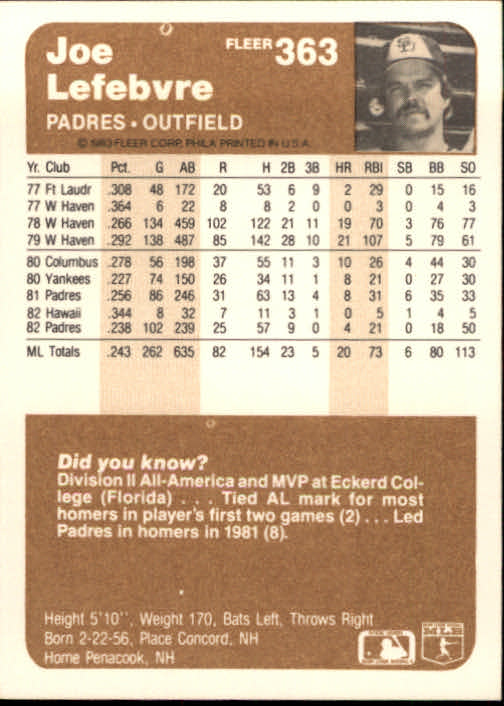 Joe
Lefebvre
FLEER 363
PADRES • OUTFIELD
© 1983 FLEER CORP. PHILA PRINTED IN U.S.A.
Yr. Club Pct. G AB R H 2B 3B HR RBI SB BB SO
77 Ft Laudr .308 48 172 20 53 6 9 2 29 0 15 16
77 W Haven .364 6 22 8 8 2 0 0 3 0 4 3
78 W Haven .266 134 459 102 122 21 11 19 70 3 76 77
79 W Haven .292 138 487 85 142 28 10 21 107 5 79 61
80 Columbus .278 56 198 37 55 11 3 10 26 4 44 30
80 Yankees .227 74 150 26 34 11 1 8 21 0 27 30
81 Padres .256 86 246 31 63 13 4 8 31 6 35 33
82 Hawaii .344 8 32 7 11 3 1 0 5 1 4 5
82 Padres .238 102 239 25 57 9 0 4 21 0 18 50
ML Totals .243 262 635 82 154 23 5 20 73 6 80 113
Did you know?
Division II All-America and MVP at Eckerd Col-
lege (Florida) . . . Tied AL mark for most
homers in player's first two games (2) . . . Led
Padres in homers in 1981 (8).
Height 5'10'', Weight 170, Bats Left, Throws Right
Born 2-22-56, Place Concord, NH
Home Penacook, NH